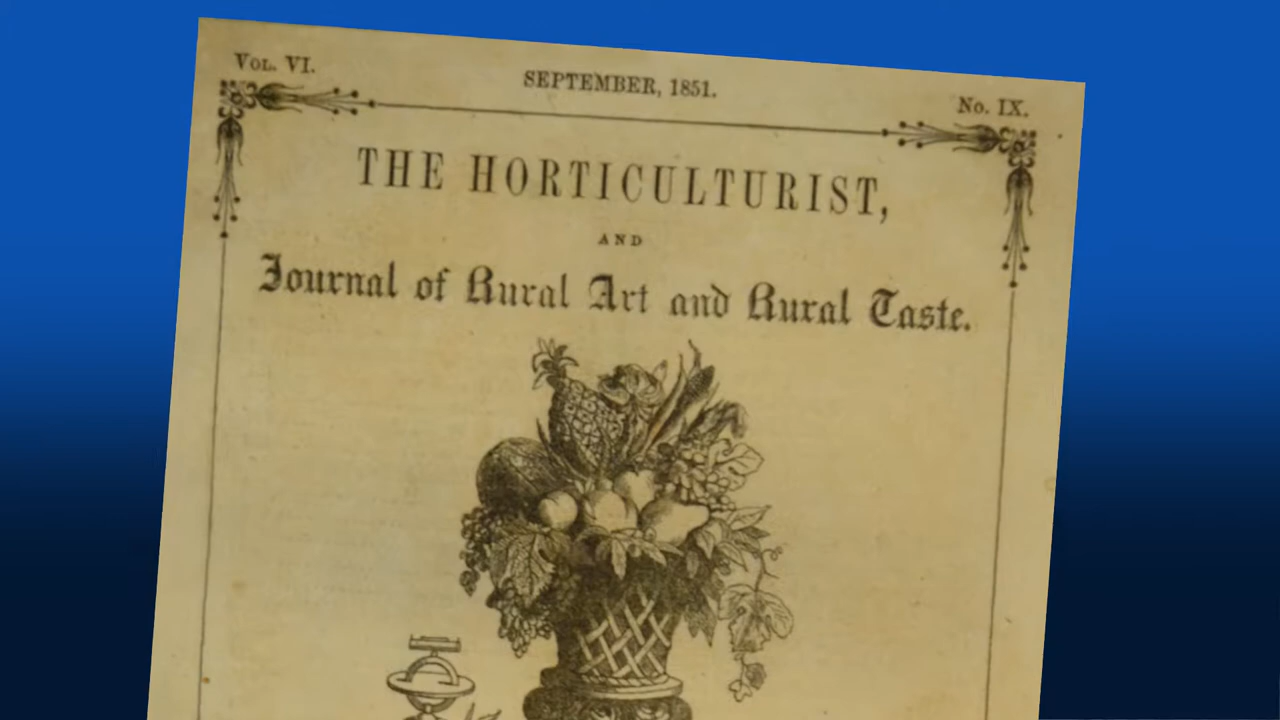 VOL. VI.
SEPTEMBER, 1851.
No. IX.
THE HORTICULTURIST,
AND
Journal of Rural Art and Rural Taste.